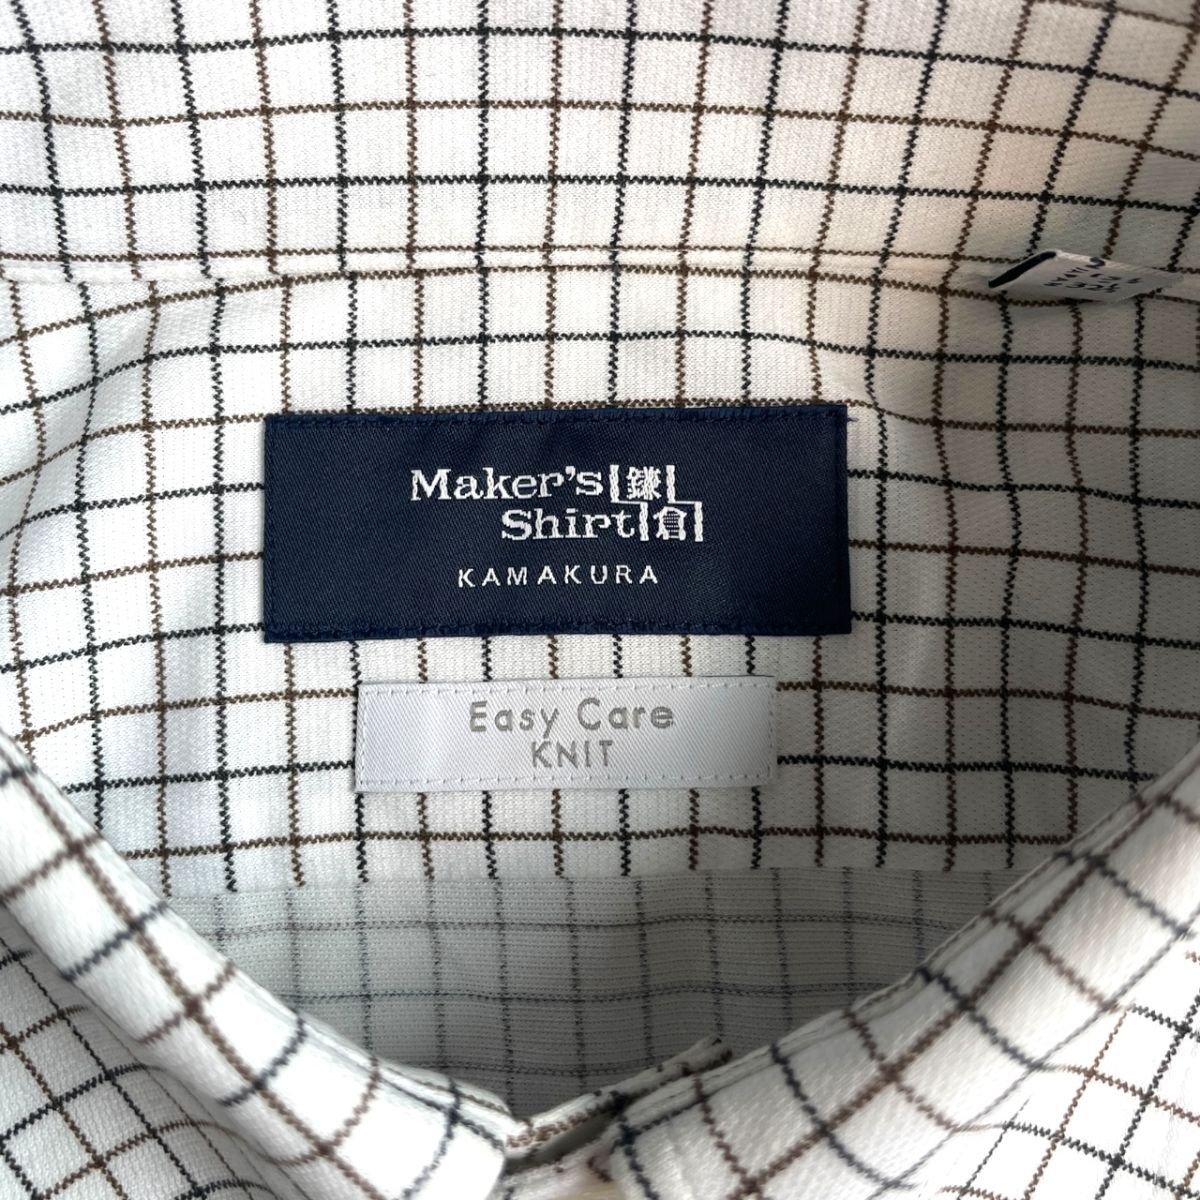 Maker's 鎌
Shirt 倉
KAMAKURA
Easy Care
KNIT